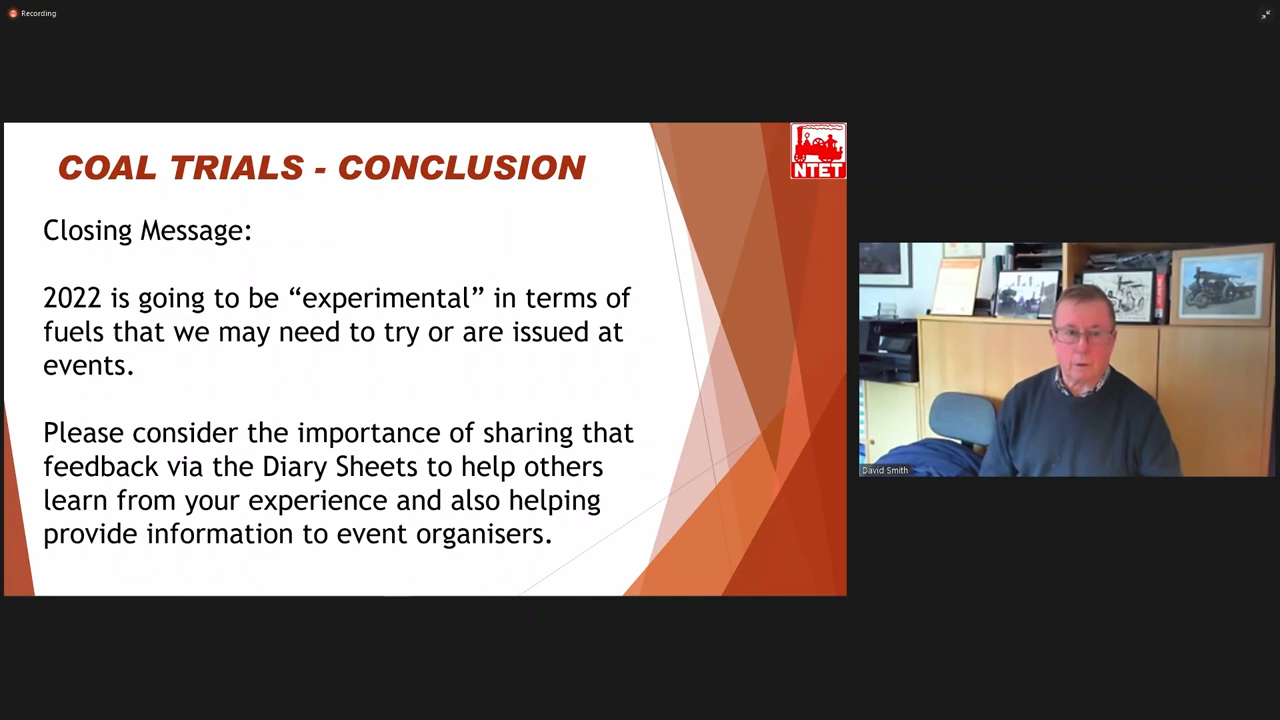 Recording
COAL TRIALS - CONCLUSION
NTET
Closing Message:
2022 is going to be “experimental” in terms of
fuels that we may need to try or are issued at
events.
Please consider the importance of sharing that
feedback via the Diary Sheets to help others
learn from your experience and also helping
provide information to event organisers.
David Smith